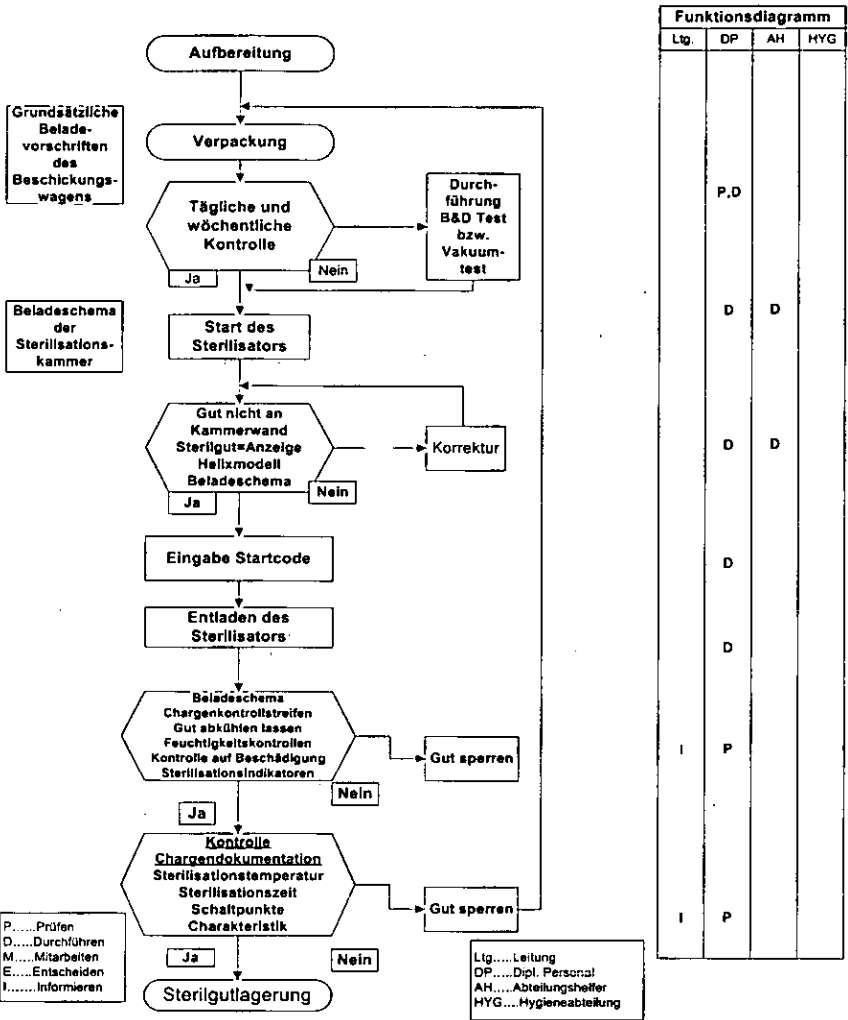 Funktionsdiagramm
Ltg. DP AH HYG
Aufbereitung
Grundsätzliche
Belade-
vorschriften
des
Beschickungs-
wagens
Verpackung
Tägliche und
wöchentliche
Kontrolle
Ja
Nein
Durch-
führung
B&D Test
bzw.
Vakuum-
test
P,D
Beladeschema
der
Sterilisations-
kammer
Start des
Sterilisators
D D
Gut nicht an
Kammerwand
Sterilgut=Anzeige
Helixmodell
Beladeschema
Ja
Nein
Korrektur
D D
Eingabe Startcode
D
Entladen des
Sterilisators
D
Beladeschema
Chargenkontrollstreifen
Gut abkühlen lassen
Feuchtigkeitskontrollen
Kontrolle auf Beschädigung
Sterilisationsindikatoren
Nein
Ja
Gut sperren
I P
Kontrolle
Chargendokumentation
Sterilisationstemperatur
Sterilisationszeit
Schaltpunkte
Charakteristik
Ja
Nein
Gut sperren
I P
Sterilgutlagerung
P.....Prüfen
D.....Durchführen
M.....Mitarbeiten
E.....Entscheiden
I.......Informieren
Ltg.....Leitung
DP.....Dipl. Personal
AH.....Abteilungshelfer
HYG....Hygieneabteilung